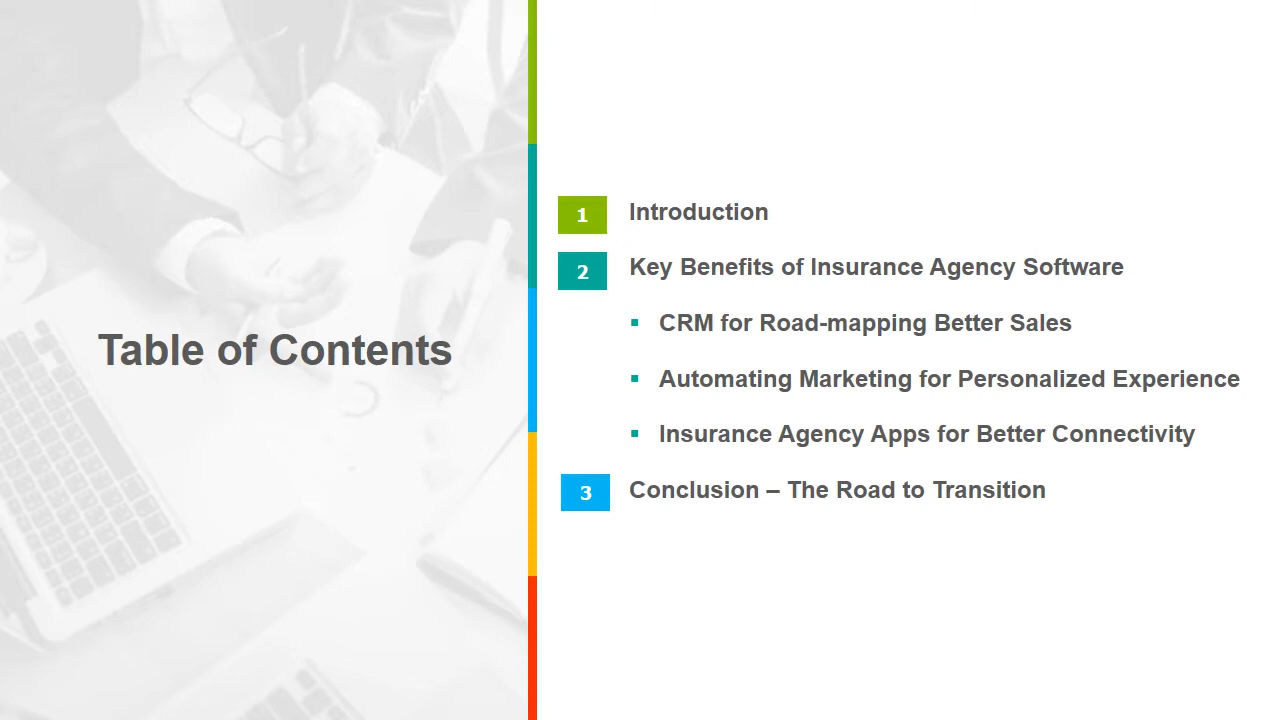 Table of Contents
1 Introduction
2 Key Benefits of Insurance Agency Software
▪ CRM for Road-mapping Better Sales
▪ Automating Marketing for Personalized Experience
▪ Insurance Agency Apps for Better Connectivity
3 Conclusion – The Road to Transition